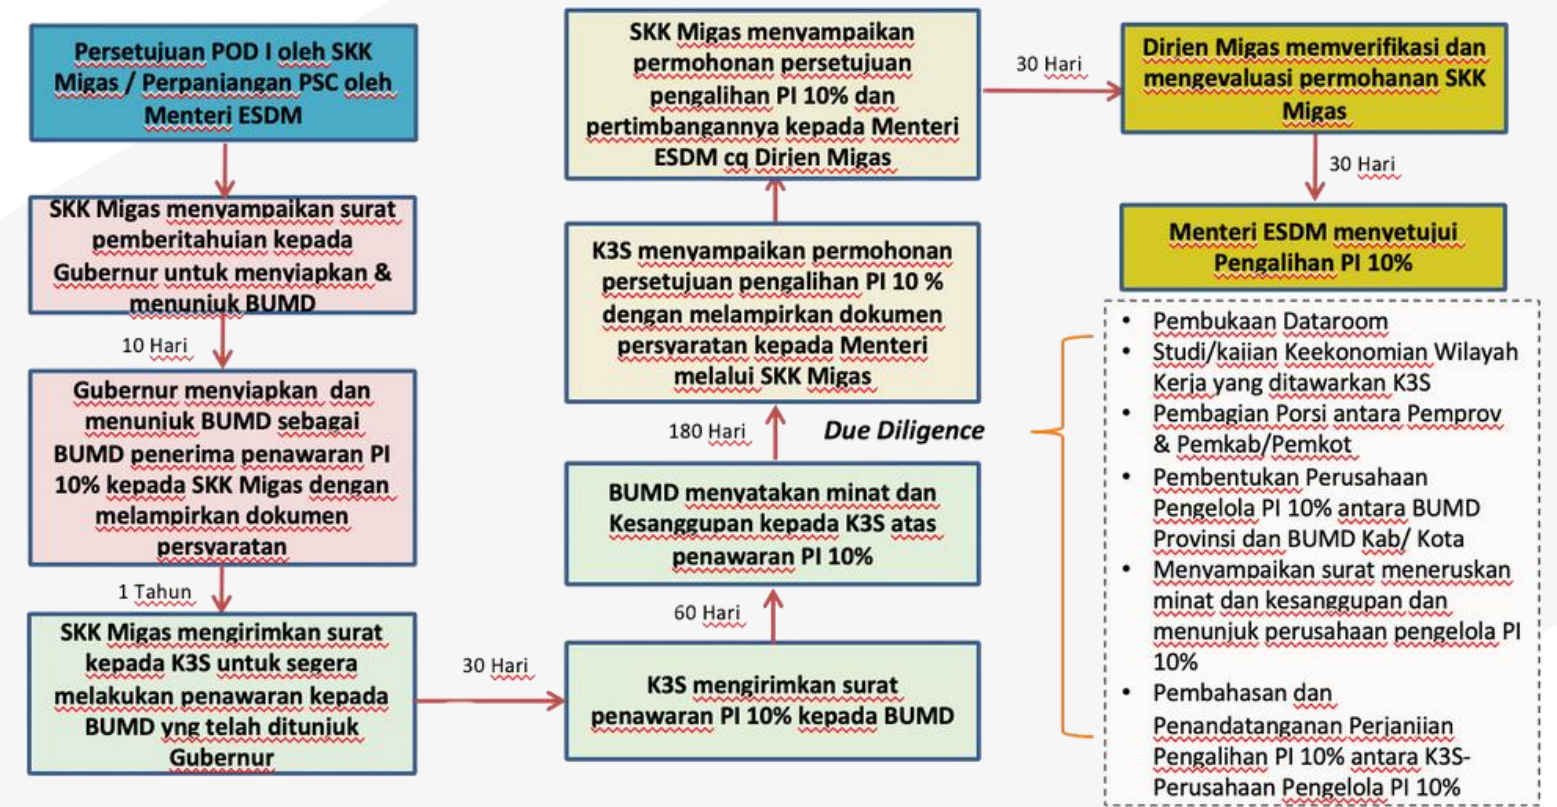 Persetujuan POD I oleh SKK
Migas / Perpanjangan PSC oleh
Menteri ESDM
SKK Migas menyampaikan surat
pemberitahuian kepada
Gubernur untuk menyiapkan &
menunjuk BUMD
10 Hari
Gubernur menyiapkan dan
menunjuk BUMD sebagai
BUMD penerima penawaran PI
10% kepada SKK Migas dengan
melampirkan dokumen
persyaratan
1 Tahun
SKK Migas mengirimkan surat
kepada K3S untuk segera
melakukan penawaran kepada
BUMD yng telah ditunjuk
Gubernur
30 Hari
K3S mengirimkan surat
penawaran PI 10% kepada BUMD
60 Hari
BUMD menyatakan minat dan
Kesanggupan kepada K3S atas
penawaran PI 10%
180 Hari
Due Diligence
K3S menyampaikan permohonan
persetujuan pengalihan PI 10 %
dengan melampirkan dokumen
persyaratan kepada Menteri
melalui SKK Migas
SKK Migas menyampaikan
permohonan persetujuan
pengalihan PI 10% dan
pertimbangannya kepada Menteri
ESDM cq Dirjen Migas
30 Hari
Dirjen Migas memverifikasi dan
mengevaluasi permohanan SKK
Migas
30 Hari
Menteri ESDM menyetujui
Pengalihan PI 10%
• Pembukaan Dataroom
• Studi/kajian Keekonomian Wilayah
Kerja yang ditawarkan K3S
• Pembagian Porsi antara Pemprov
& Pemkab/Pemkot
• Pembentukan Perusahaan
Pengelola PI 10% antara BUMD
Provinsi dan BUMD Kab/ Kota
• Menyampaikan surat meneruskan
minat dan kesanggupan dan
menunjuk perusahaan pengelola PI
10%
• Pembahasan dan
Penandatanganan Perjanjian
Pengalihan PI 10% antara K3S-
Perusahaan Pengelola PI 10%